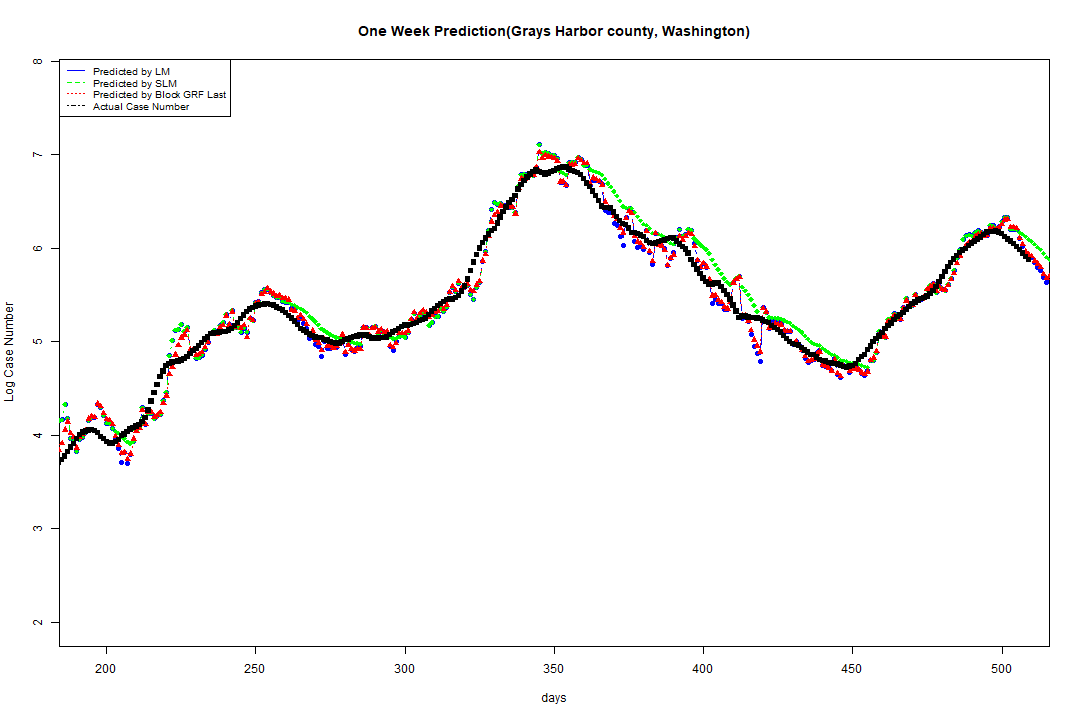 One Week Prediction(Grays Harbor county, Washington)
Predicted by LM
Predicted by SLM
Predicted by Block GRF Last
Actual Case Number
8
7
6
5
4
3
2
Log Case Number
200 250 300 350 400 450 500
days